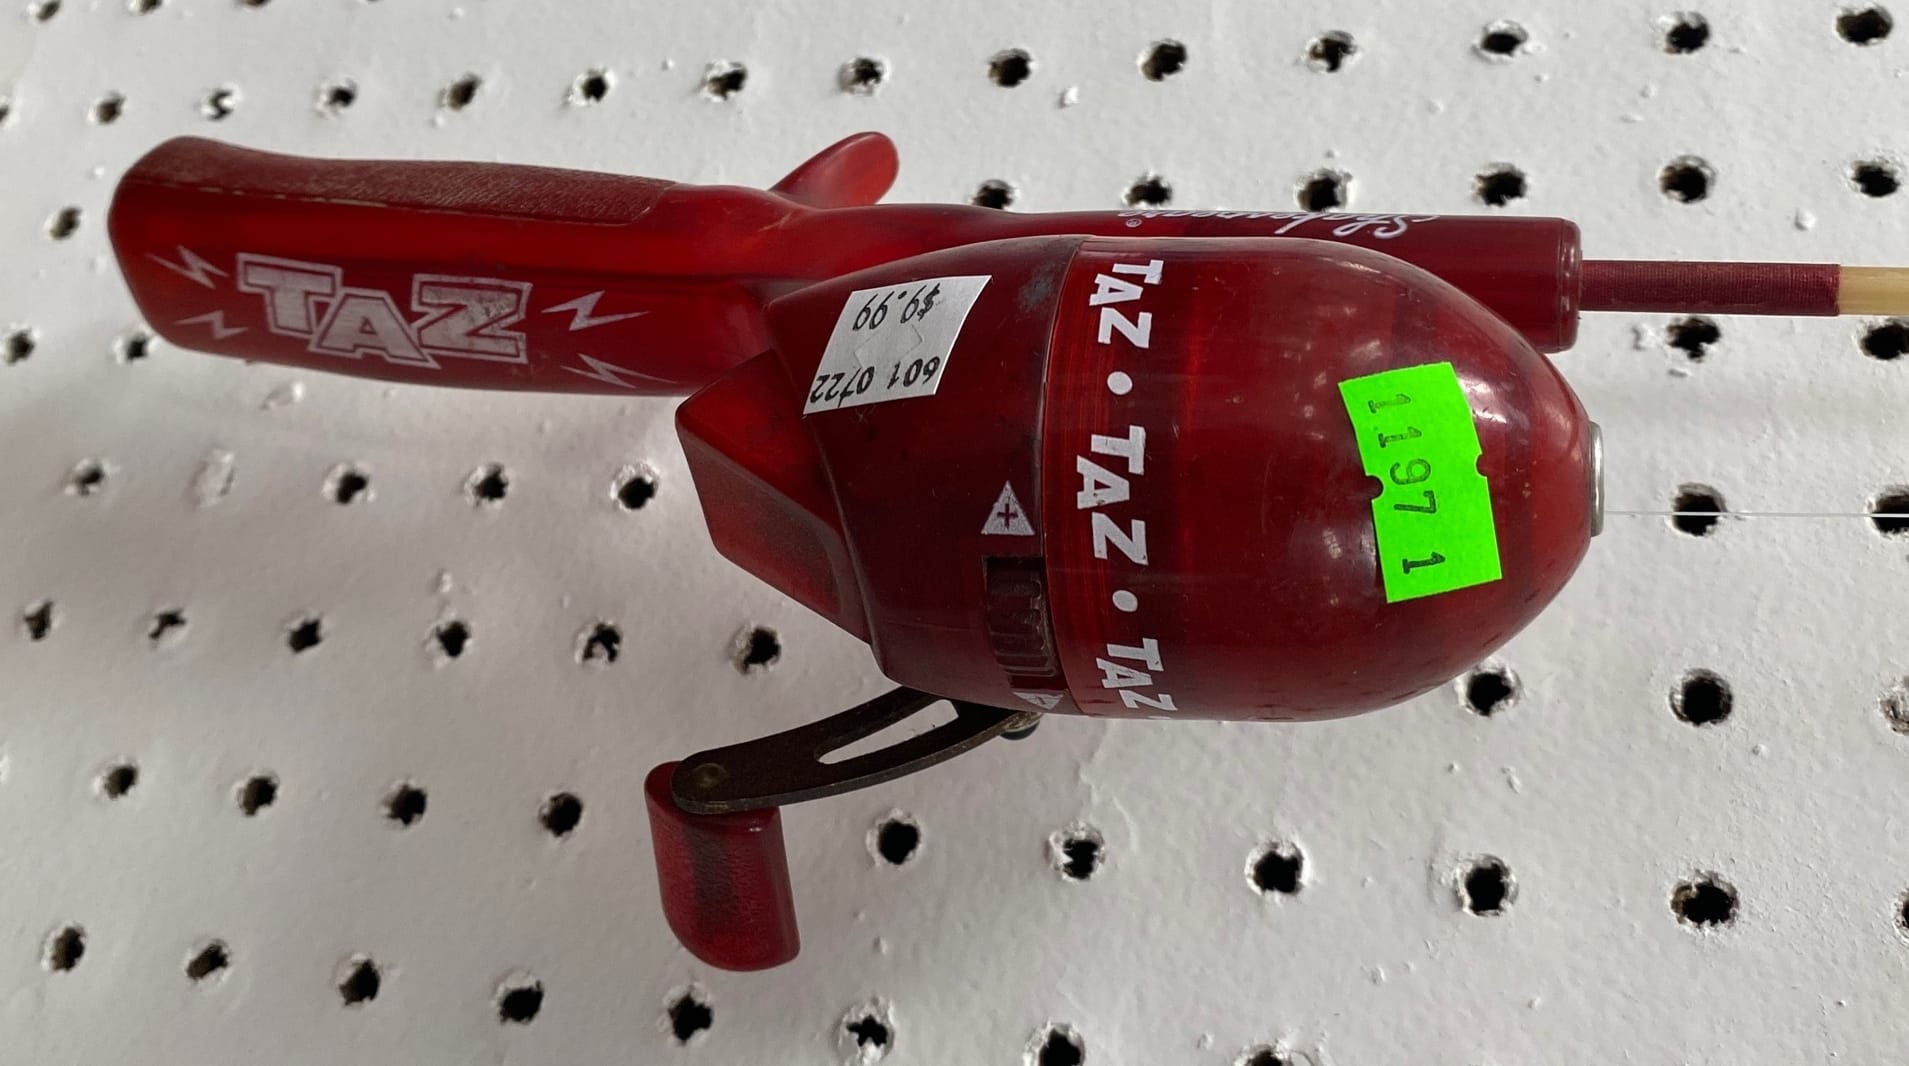 TAZ
Shakespeare®
$9.99
601 0722
TAZ • TAZ • TAZ •
+
1197 1